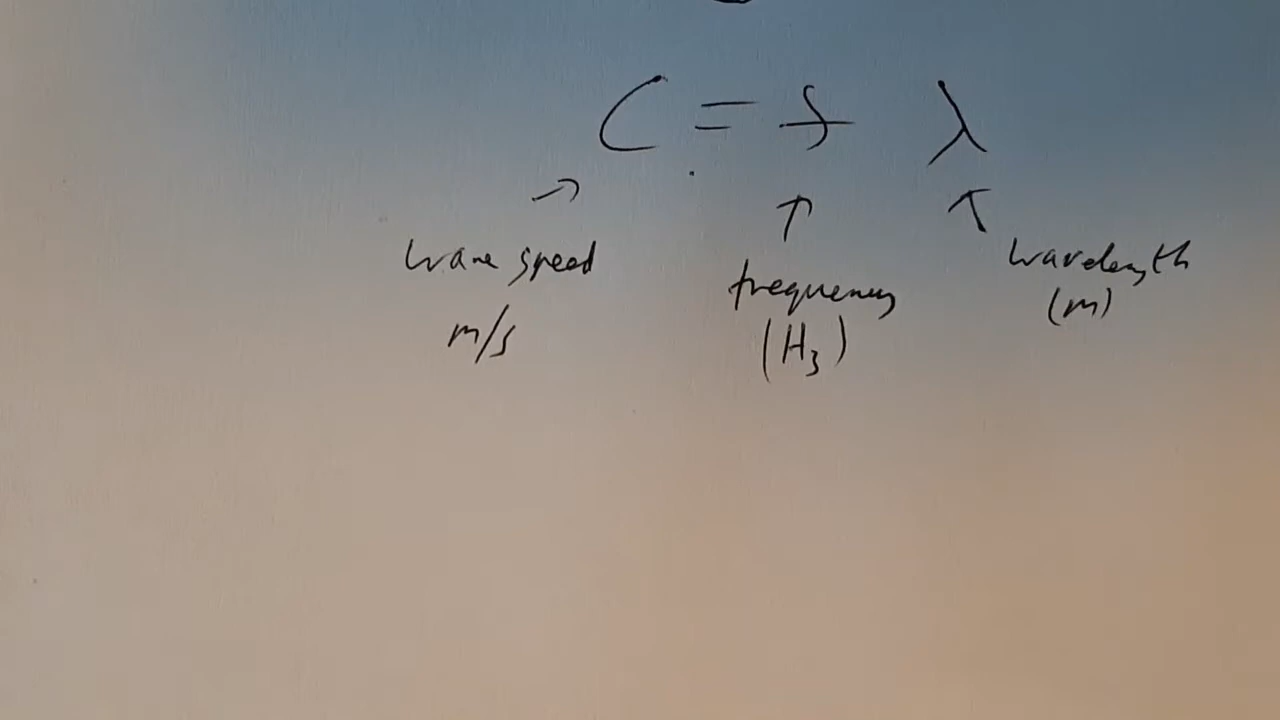 C = f λ
wave speed
m/s
frequency
(Hz)
wavelength
(m)